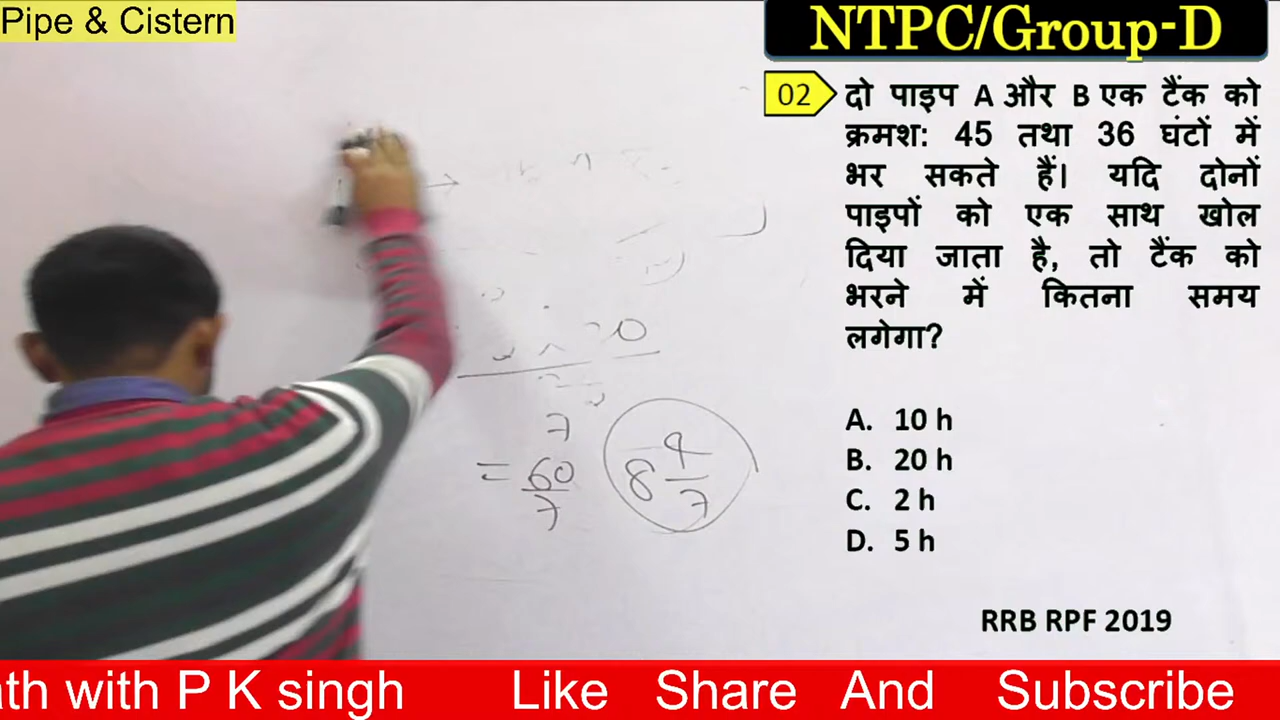 Pipe & Cistern
NTPC/Group-D
02
दो पाइप A और B एक टैंक को
क्रमश: 45 तथा 36 घंटों में
भर सकते हैं। यदि दोनों
पाइपों को एक साथ खोल
दिया जाता है, तो टैंक को
भरने में कितना समय
लगेगा?
A. 10 h
B. 20 h
C. 2 h
D. 5 h
RRB RPF 2019
7
= 60/7 8 4/7
ath with P K singh Like Share And Subscribe